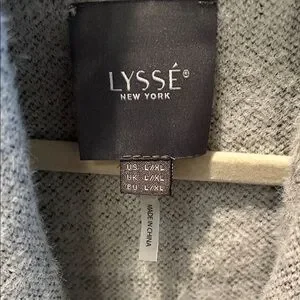 LYSSÉ®
NEW YORK
US L/XL
UK L/XL
EU L/XL
MADE IN CHINA